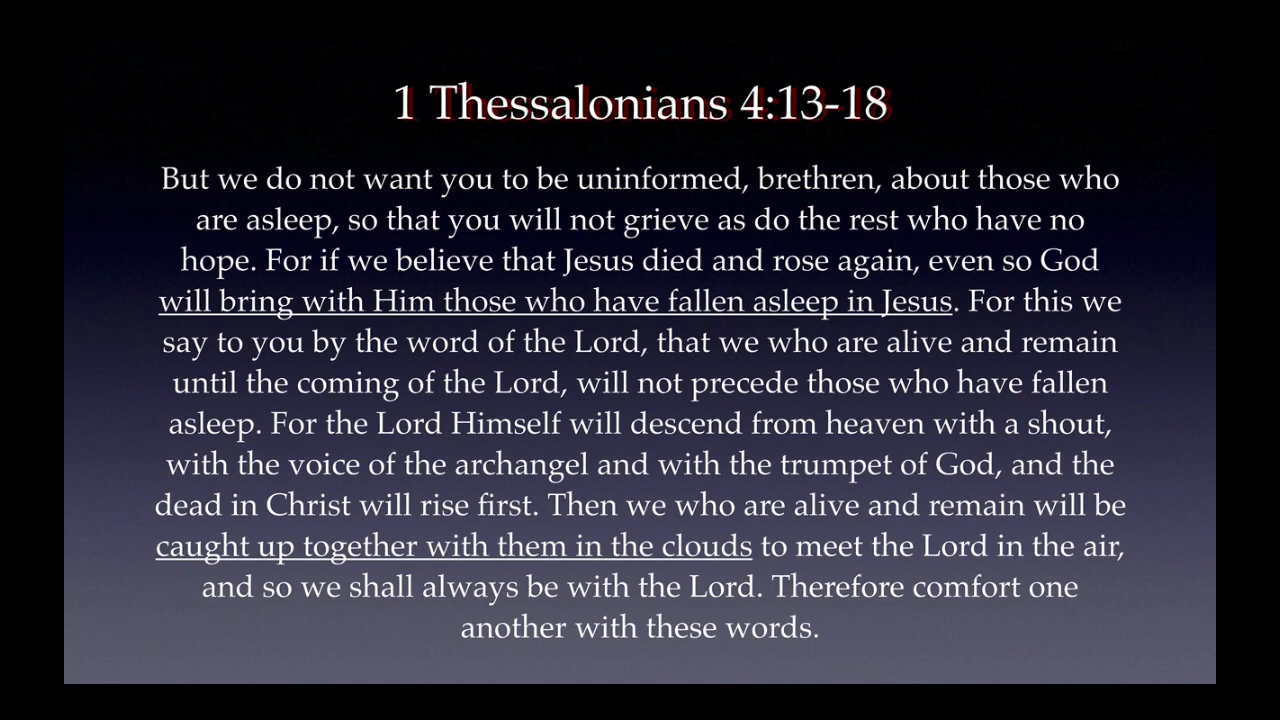 1 Thessalonians 4:13-18
But we do not want you to be uninformed, brethren, about those who
are asleep, so that you will not grieve as do the rest who have no
hope. For if we believe that Jesus died and rose again, even so God
will bring with Him those who have fallen asleep in Jesus. For this we
say to you by the word of the Lord, that we who are alive and remain
until the coming of the Lord, will not precede those who have fallen
asleep. For the Lord Himself will descend from heaven with a shout,
with the voice of the archangel and with the trumpet of God, and the
dead in Christ will rise first. Then we who are alive and remain will be
caught up together with them in the clouds to meet the Lord in the air,
and so we shall always be with the Lord. Therefore comfort one
another with these words.